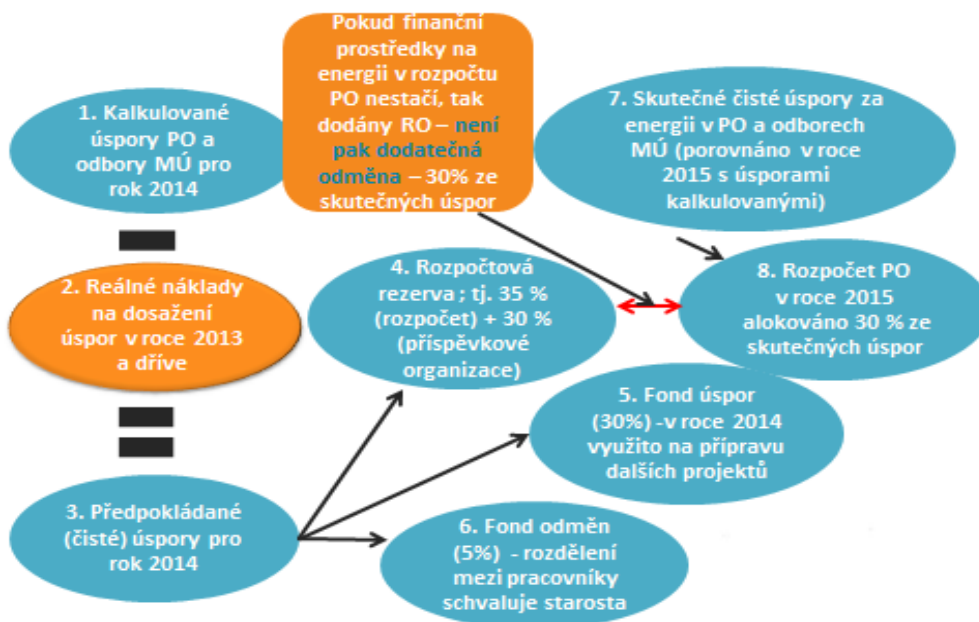 Pokud finanční
prostředky na
energii v rozpočtu
PO nestačí, tak
dodány RO – není
pak dodatečná
odměna – 30% ze
skutečných úspor
1. Kalkulované
úspory PO a
odbory MÚ pro
rok 2014
7. Skutečné čisté úspory za
energii v PO a odborech
MÚ (porovnáno v roce
2015 s úsporami
kalkulovanými)
2. Reálné náklady
na dosažení
úspor v roce 2013
a dříve
4. Rozpočtová
rezerva ; tj. 35 %
(rozpočet) + 30 %
(příspěvkové
organizace)
8. Rozpočet PO
v roce 2015
alokováno 30 % ze
skutečných úspor
5. Fond úspor
(30%) -v roce 2014
využito na přípravu
dalších projektů
3. Předpokládané
(čisté) úspory pro
rok 2014
6. Fond odměn
(5%) - rozdělení
mezi pracovníky
schvaluje starosta